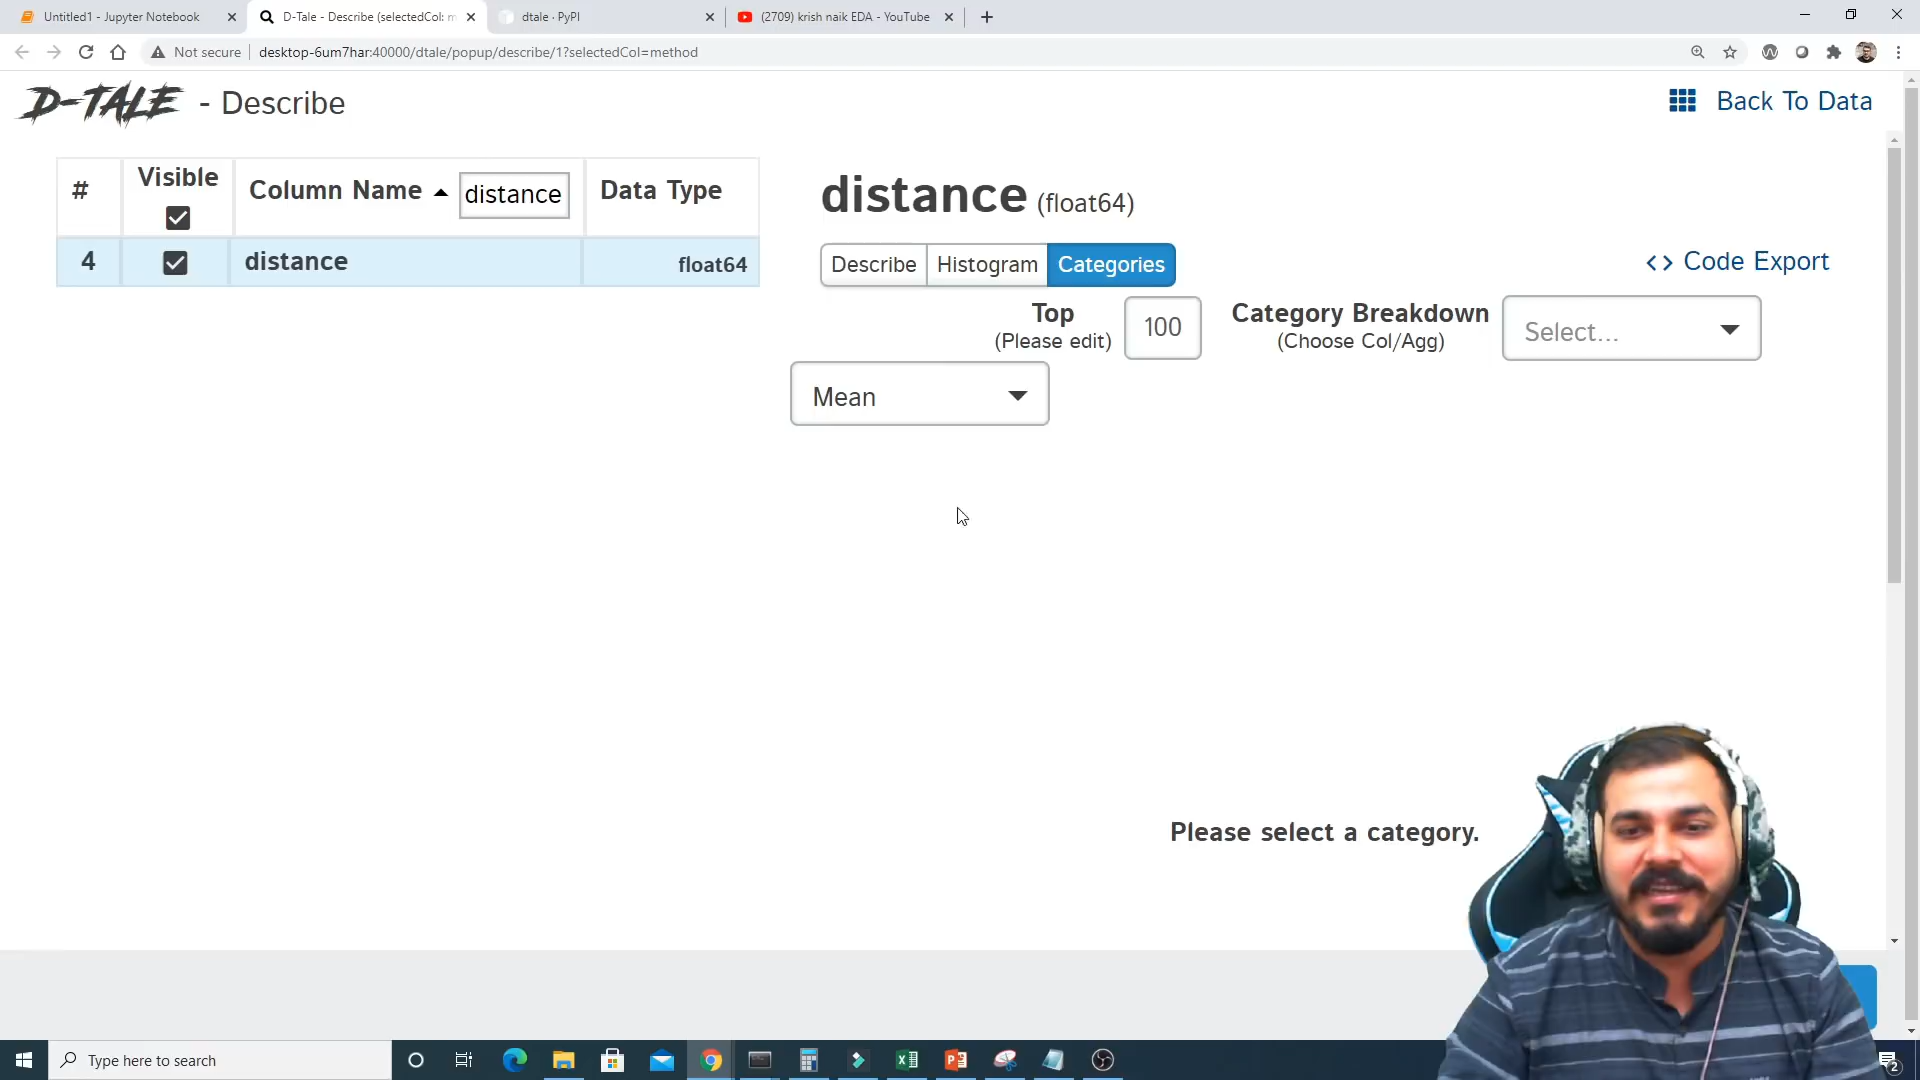 Untitled1 - Jupyter Notebook
D-Tale - Describe (selectedCol: m
dtale · PyPI
(2709) krish naik EDA - YouTube
Not secure
desktop-6um7har:40000/dtale/popup/describe/1?selectedCol=method
D-TALE - Describe
Back To Data
#
Visible
Column Name
distance
Data Type
4
distance
float64
distance (float64)
Describe
Histogram
Categories
Code Export
Top
(Please edit)
100
Category Breakdown
(Choose Col/Agg)
Select...
Mean
Please select a category.
Type here to search
2